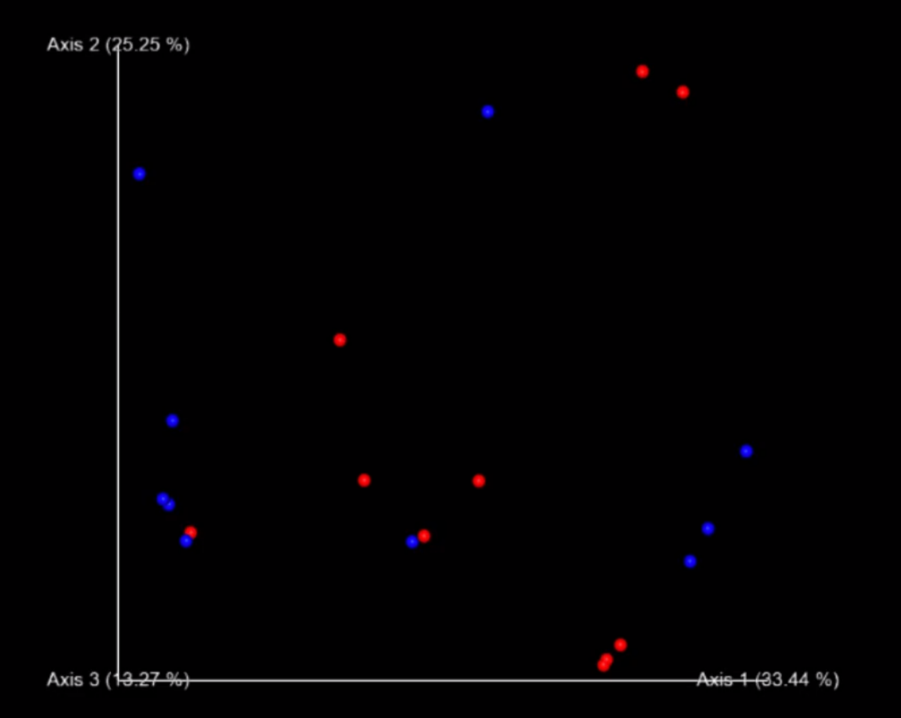 Axis 2 (25.25 %)
Axis 3 (13.27 %)
Axis 1 (33.44 %)